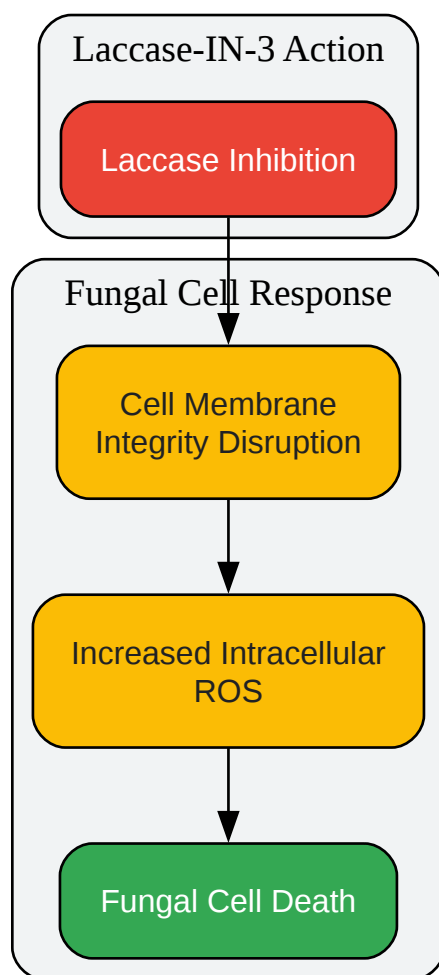 Laccase-IN-3 Action
Laccase Inhibition
Fungal Cell Response
Cell Membrane
Integrity Disruption
Increased Intracellular
ROS
Fungal Cell Death